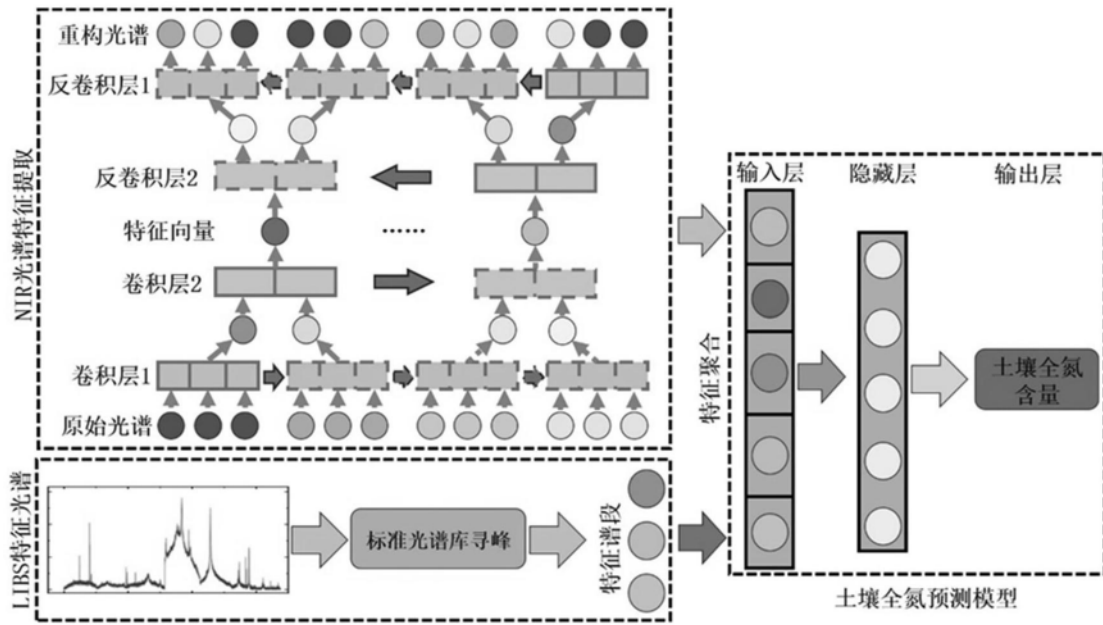 重构光谱
反卷积层1
反卷积层2
特征向量
……
卷积层2
卷积层1
原始光谱
NIR光谱特征提取
LIBS特征光谱
标准光谱库寻峰
特征谱段
特征聚合
输入层
隐藏层
输出层
土壤全氮
含量
土壤全氮预测模型